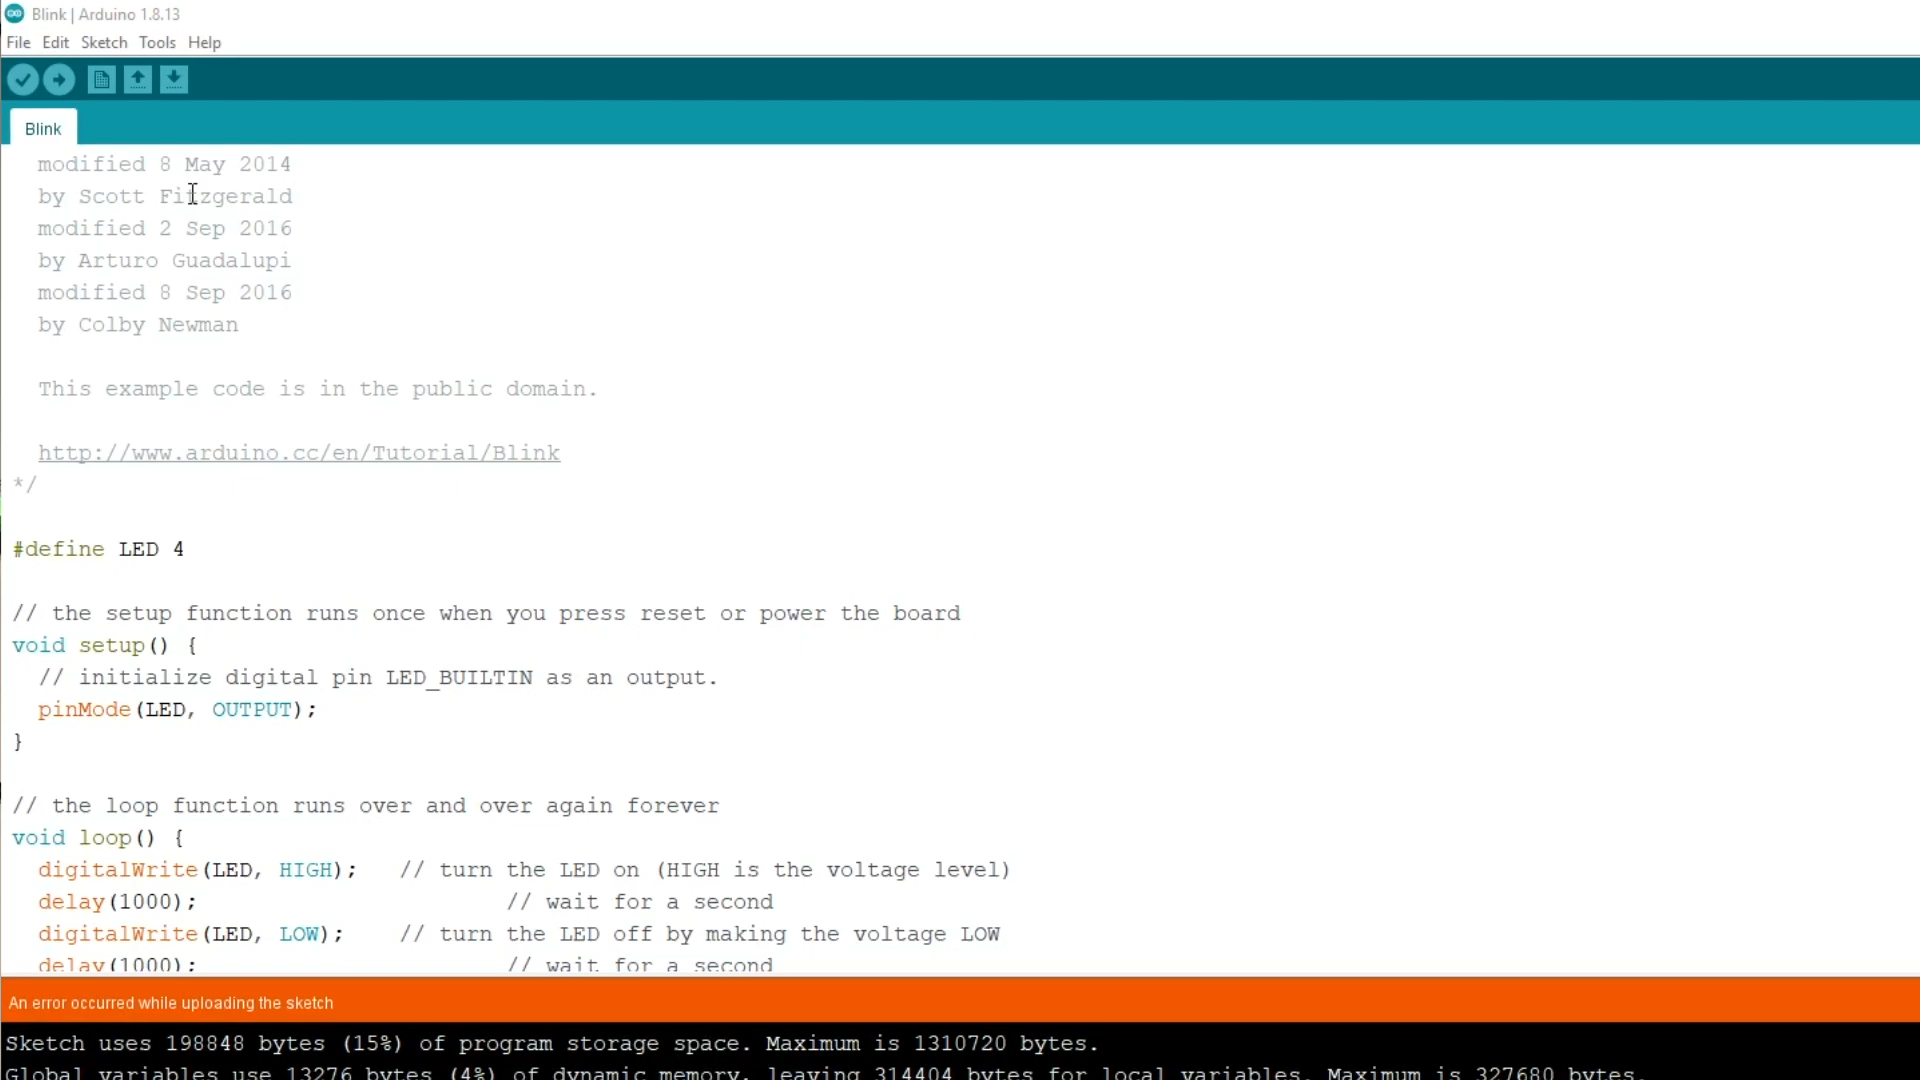 Blink | Arduino 1.8.13
File Edit Sketch Tools Help
Blink
modified 8 May 2014
by Scott Fitzgerald
modified 2 Sep 2016
by Arturo Guadalupi
modified 8 Sep 2016
by Colby Newman
This example code is in the public domain.
http://www.arduino.cc/en/Tutorial/Blink
*/
#define LED 4
// the setup function runs once when you press reset or power the board
void setup() {
// initialize digital pin LED_BUILTIN as an output.
pinMode(LED, OUTPUT);
}
// the loop function runs over and over again forever
void loop() {
digitalWrite(LED, HIGH);   // turn the LED on (HIGH is the voltage level)
delay(1000);                       // wait for a second
digitalWrite(LED, LOW);    // turn the LED off by making the voltage LOW
delay(1000);                       // wait for a second
An error occurred while uploading the sketch
Sketch uses 198848 bytes (15%) of program storage space. Maximum is 1310720 bytes.
Global variables use 13276 bytes (4%) of dynamic memory, leaving 314404 bytes for local variables. Maximum is 327680 bytes.